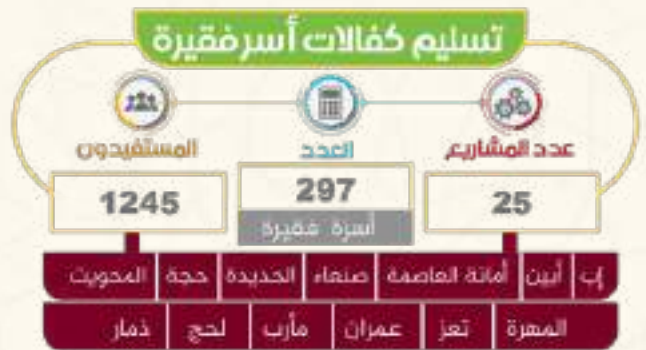 تسليم كفالات أسر فقيرة
عدد المشاريع العدد المستفيدون
25 297 1245
أسرة فقيرة
إب أبين أمانة العاصمة صنعاء الحديدة حجة المحويت
المهرة تعز عمران مأرب لحج ذمار